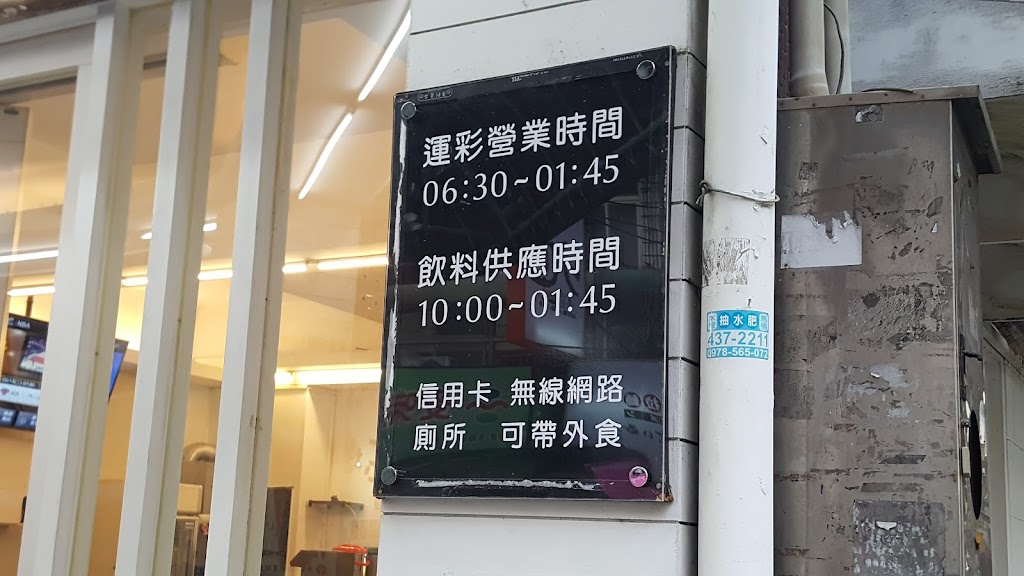 運彩營業時間
06:30~01:45
飲料供應時間
10:00~01:45
信用卡 無線網路
廁所 可帶外食
抽水肥
437-2211
0978-565-072